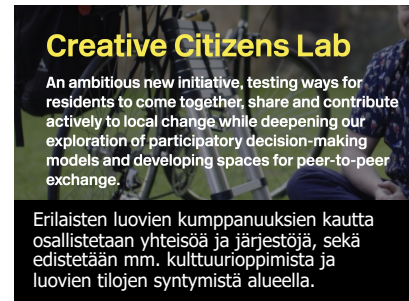 Creative Citizens Lab
An ambitious new initiative, testing ways for
residents to come together, share and contribute
actively to local change while deepening our
exploration of participatory decision-making
models and developing spaces for peer-to-peer
exchange.
Erilaisten luovien kumppanuuksien kautta
osallistetaan yhteisöä ja järjestöjä, sekä
edistetään mm. kulttuurioppimista ja
luovien tilojen syntymistä alueella.